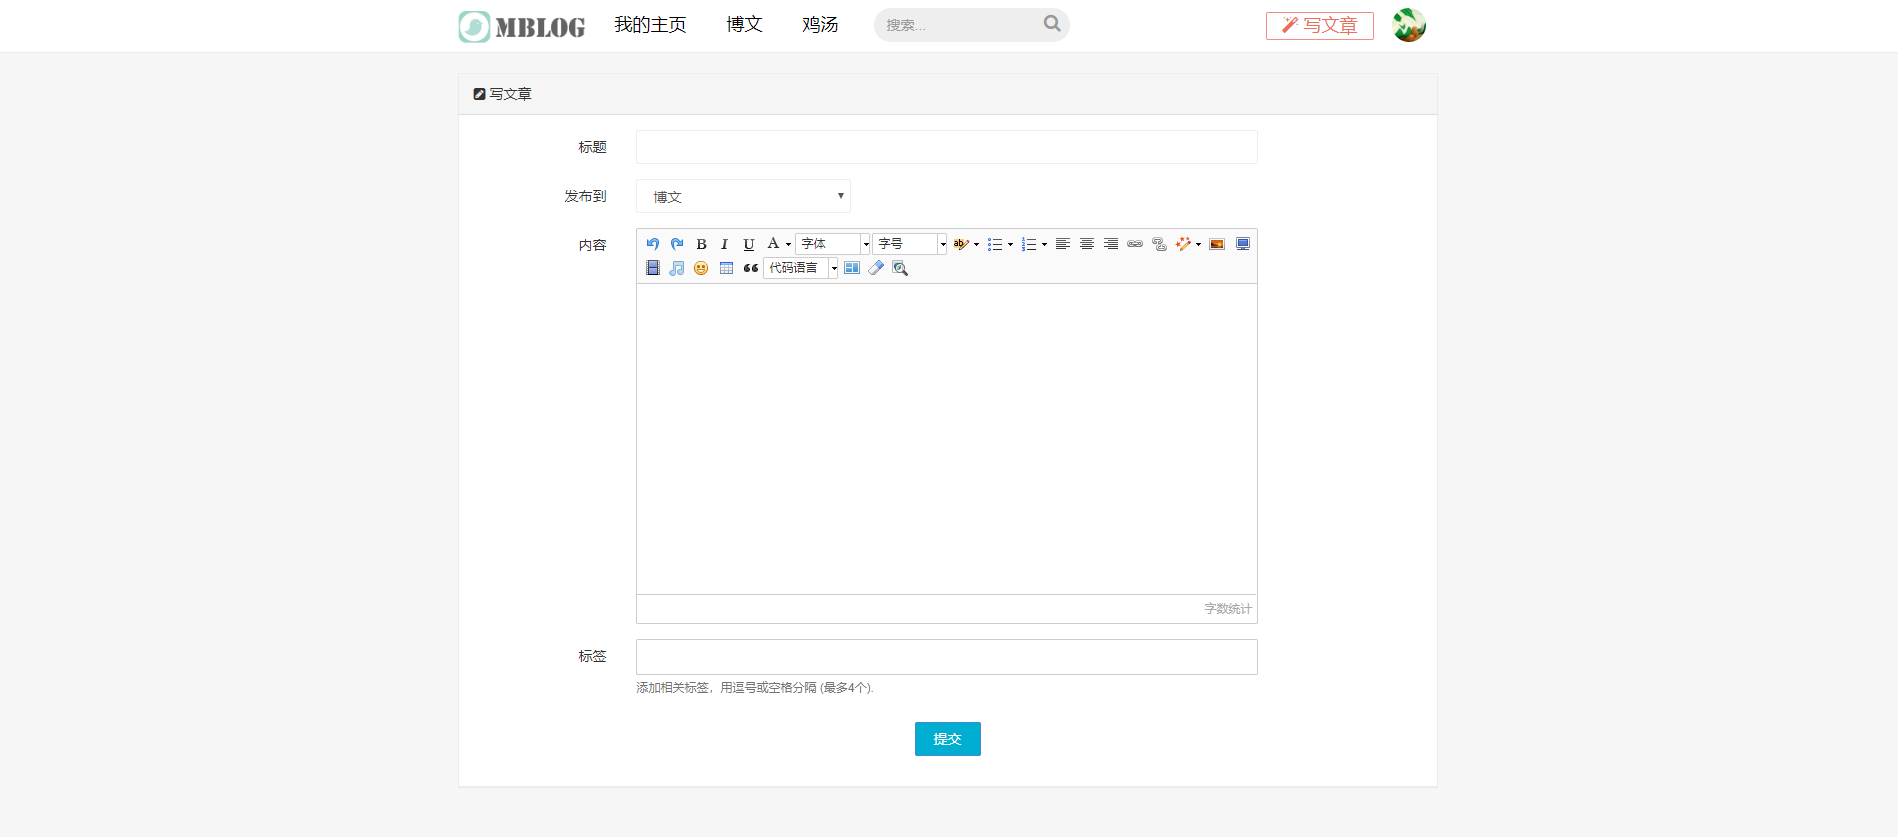 MBLOG 我的主页 博文 鸡汤 搜索... 写文章
写文章
标题
发布到 博文
内容 B I U A 字体 字号 ab
代码语言
字数统计
标签
添加相关标签，用逗号或空格分隔 (最多4个).
提交